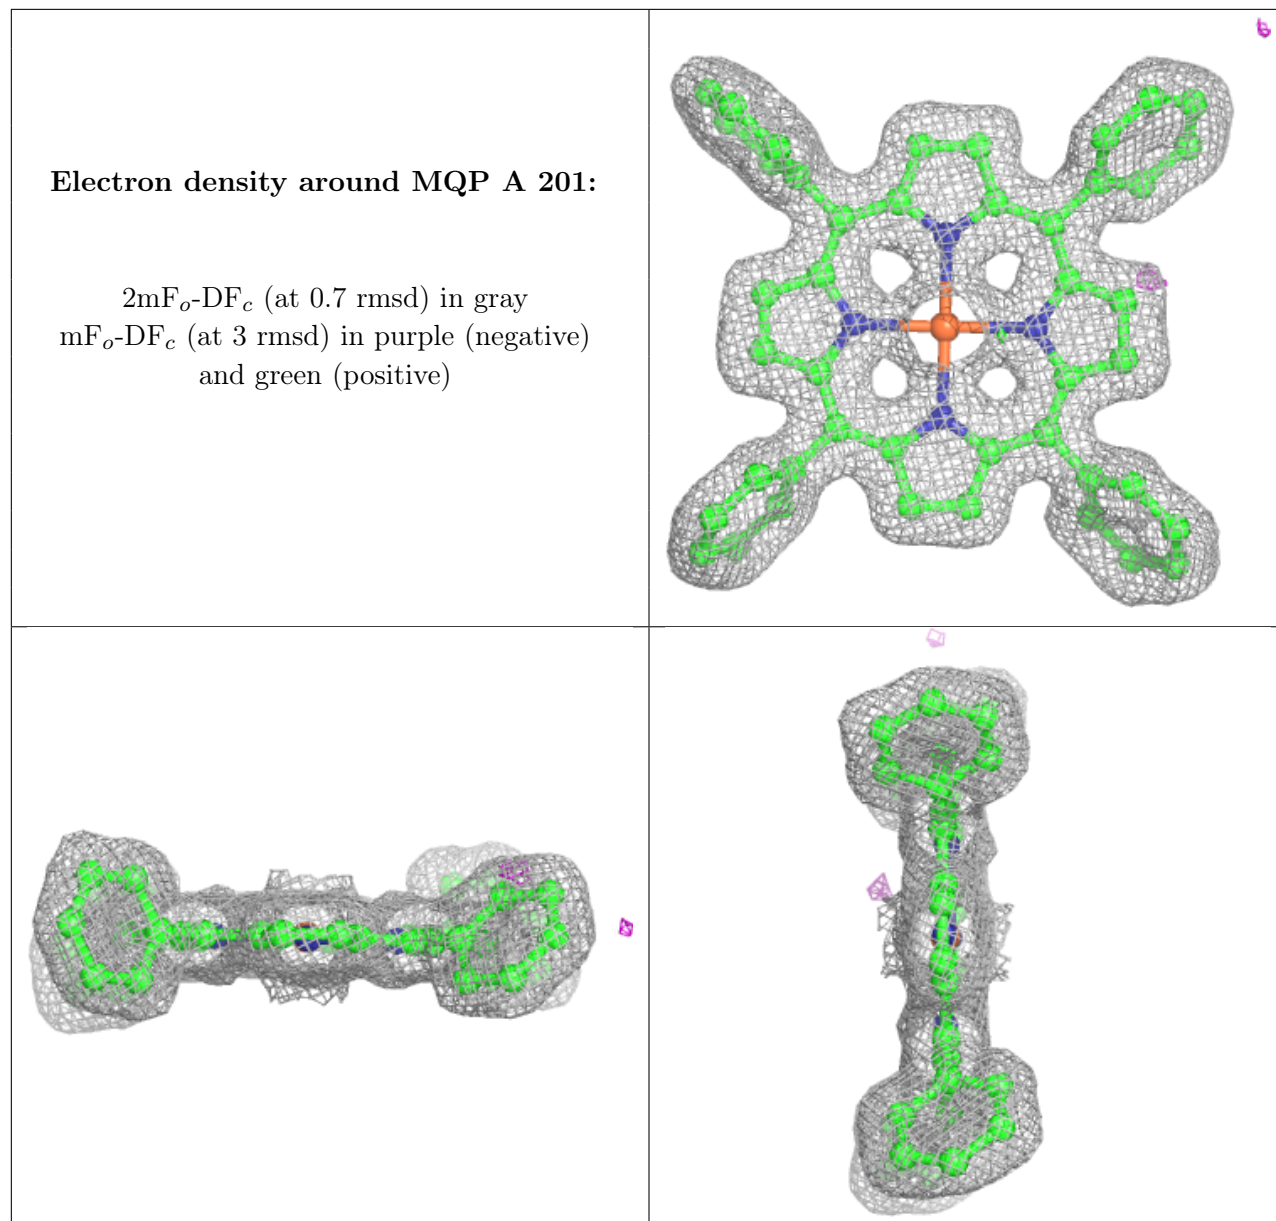 Electron density around MQP A 201:
2mFo-DFc (at 0.7 rmsd) in gray
mFo-DFc (at 3 rmsd) in purple (negative)
and green (positive)